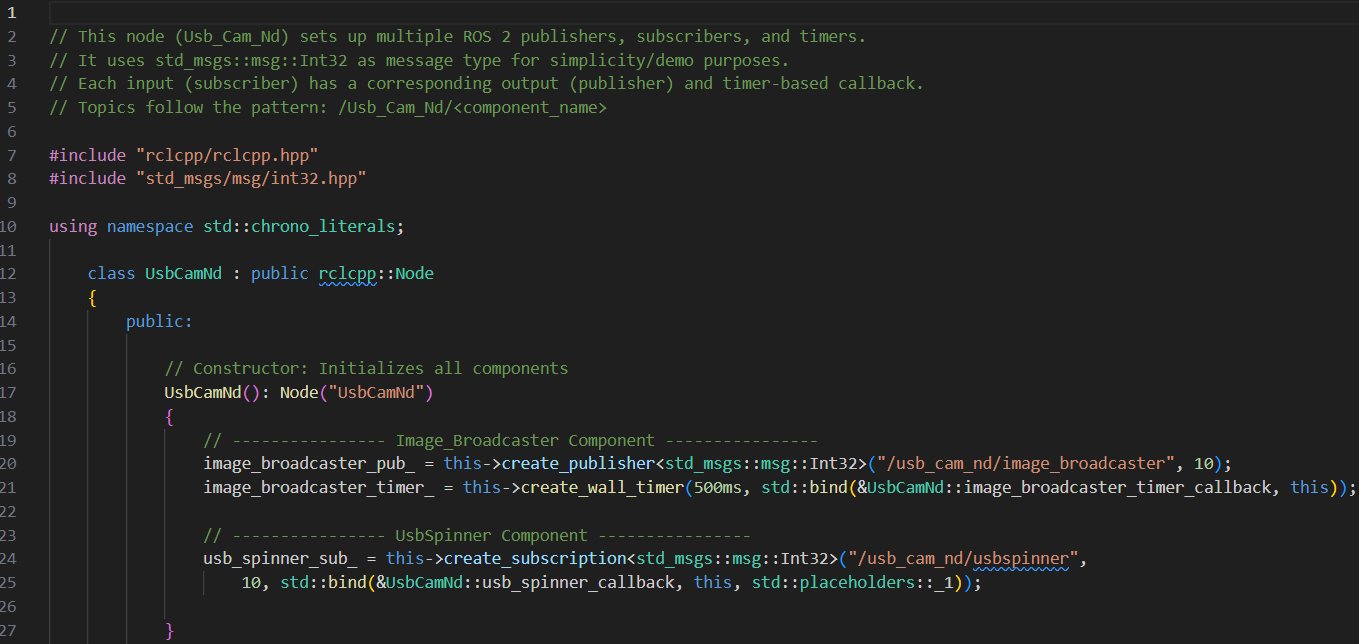 1
2 // This node (Usb_Cam_Nd) sets up multiple ROS 2 publishers, subscribers, and timers.
3 // It uses std_msgs::msg::Int32 as message type for simplicity/demo purposes.
4 // Each input (subscriber) has a corresponding output (publisher) and timer-based callback.
5 // Topics follow the pattern: /Usb_Cam_Nd/<component_name>
6
7 #include "rclcpp/rclcpp.hpp"
8 #include "std_msgs/msg/int32.hpp"
9
10 using namespace std::chrono_literals;
11
12 class UsbCamNd : public rclcpp::Node
13 {
14 public:
15
16 // Constructor: Initializes all components
17 UsbCamNd(): Node("UsbCamNd")
18 {
19 // ---------------- Image_Broadcaster Component ----------------
20 image_broadcaster_pub_ = this->create_publisher<std_msgs::msg::Int32>("/usb_cam_nd/image_broadcaster", 10);
21 image_broadcaster_timer_ = this->create_wall_timer(500ms, std::bind(&UsbCamNd::image_broadcaster_timer_callback, this));
22
23 // ---------------- UsbSpinner Component ----------------
24 usb_spinner_sub_ = this->create_subscription<std_msgs::msg::Int32>("/usb_cam_nd/usbspinner",
25 10, std::bind(&UsbCamNd::usb_spinner_callback, this, std::placeholders::_1));
26
27 }